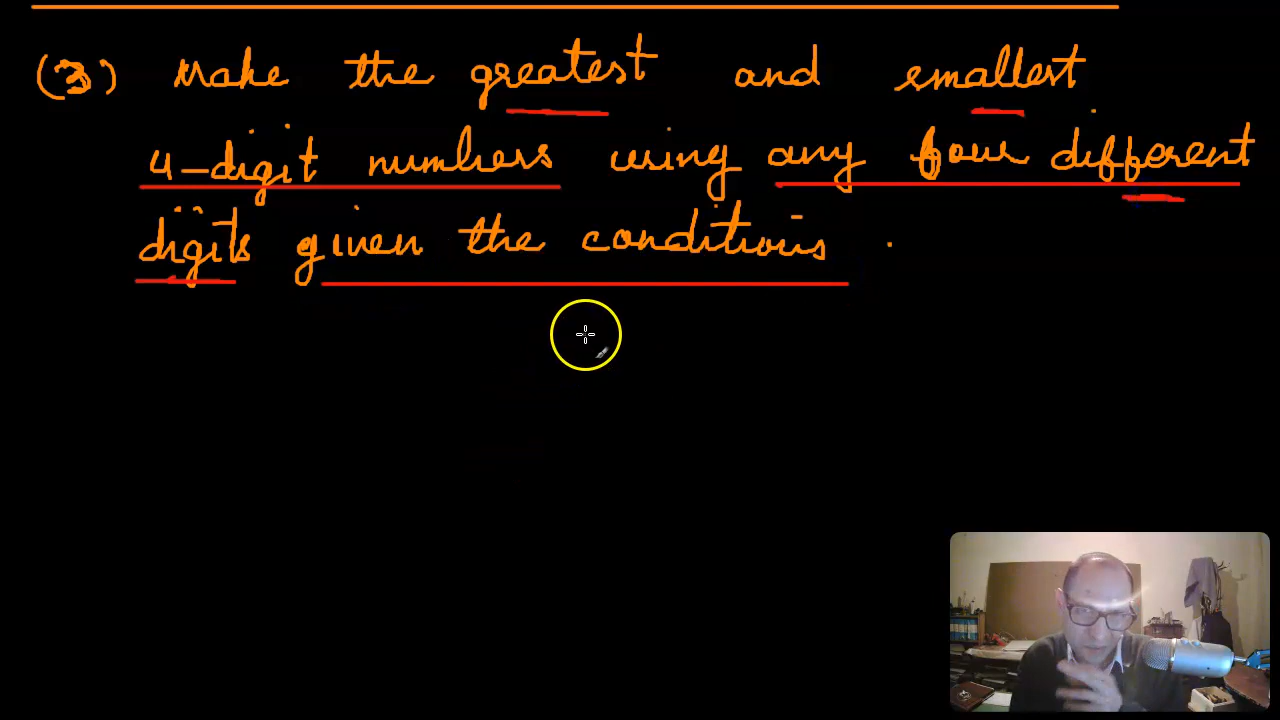 (3) Make the greatest and smallest
4-digit numbers using any four different
digits given the conditions .